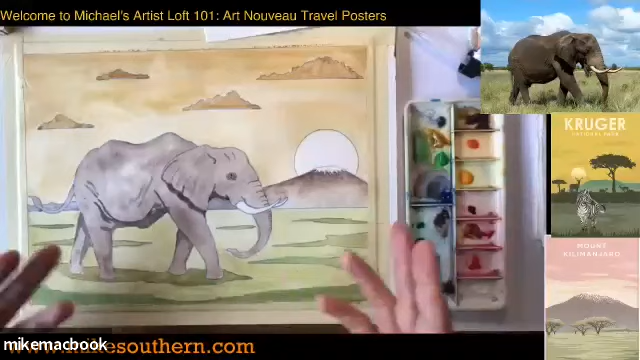 Welcome to Michael's Artist Loft 101: Art Nouveau Travel Posters
KRUGER
NATIONAL PARK
MOUNT
KILIMANJARO
mikemacbook
mikesouthern.com